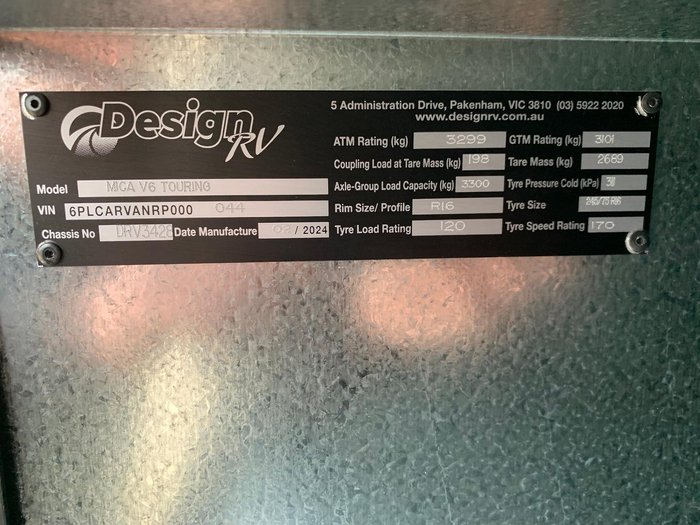 Design RV
5 Administration Drive, Pakenham, VIC 3810 (03) 5922 2020
www.designrv.com.au
ATM Rating (kg) 3299 GTM Rating (kg) 3101
Coupling Load at Tare Mass (kg) 198 Tare Mass (kg) 2689
Model MICA V6 TOURING Axle-Group Load Capacity (kg) 3300 Tyre Pressure Cold (kPa)
VIN 6PLCARVANRP000 044 Rim Size/ Profile R16 Tyre Size 245/75 R16
Chassis No DRV3428 Date Manufacture 02 / 2024 Tyre Load Rating 120 Tyre Speed Rating 170